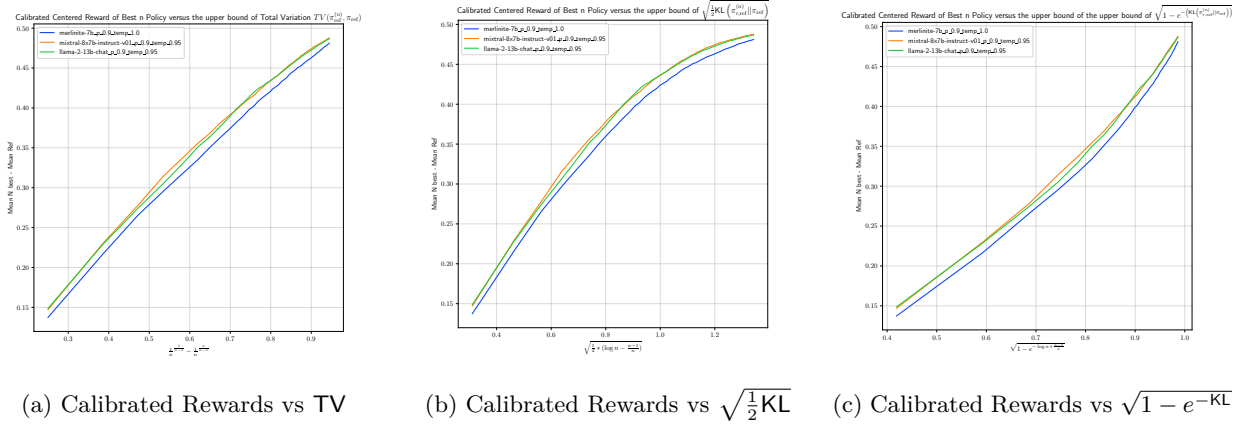 Calibrated Centered Reward of Best n Policy versus the upper bound of Total Variation TV(π_{r,ref}^{(n)}, π_ref)
merlinite-7b_p_0.9_temp_1.0
mixtral-8x7b-instruct-v01_p_0.9_temp_0.95
llama-2-13b-chat_p_0.9_temp_0.95
Mean N best - Mean Ref
0.50
0.45
0.40
0.35
0.30
0.25
0.20
0.15
0.3 0.4 0.5 0.6 0.7 0.8 0.9
(a) Calibrated Rewards vs TV
Calibrated Centered Reward of Best n Policy versus the upper bound of √(½KL(π_{r,ref}^{(n)}||π_ref))
merlinite-7b_p_0.9_temp_1.0
mixtral-8x7b-instruct-v01_p_0.9_temp_0.95
llama-2-13b-chat_p_0.9_temp_0.95
Mean N best - Mean Ref
0.50
0.45
0.40
0.35
0.30
0.25
0.20
0.15
0.4 0.6 0.8 1.0 1.2
√(½ * (log n − (n−1)/n))
(b) Calibrated Rewards vs √(½KL)
Calibrated Centered Reward of Best n Policy versus the upper bound of the upper bound of √(1 − e^{−(KL(π_{r,ref}^{(n)}||π_ref))})
merlinite-7b_p_0.9_temp_1.0
mixtral-8x7b-instruct-v01_p_0.9_temp_0.95
llama-2-13b-chat_p_0.9_temp_0.95
Mean N best - Mean Ref
0.50
0.45
0.40
0.35
0.30
0.25
0.20
0.15
0.4 0.5 0.6 0.7 0.8 0.9 1.0
√(1 − e^{− log n + (n−1)/n})
(c) Calibrated Rewards vs √(1 − e^{−KL})